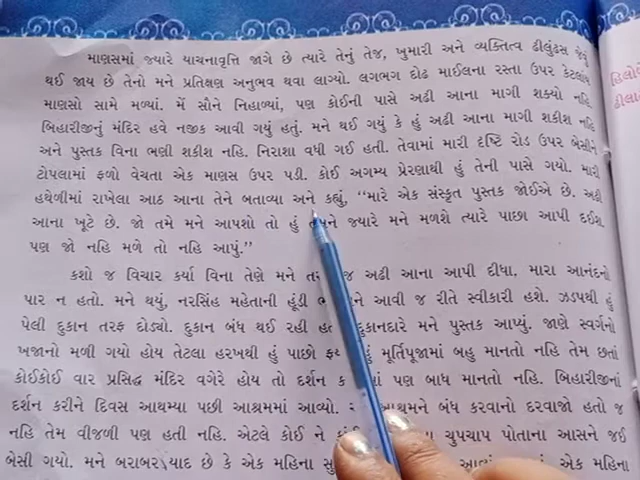 માણસમાં જ્યારે યાચનાવૃત્તિ જાગે છે ત્યારે તેનું તેજ, ખુમારી અને વ્યક્તિત્વ ઢીલુંઢસ જેવું
થઈ જાય છે તેનો મને પ્રતિક્ષણ અનુભવ થવા લાગ્યો. લગભગ દોઢ માઈલના રસ્તા ઉપર કેટલાંય
માણસો સામે મળ્યાં. મેં સૌને નિહાળ્યાં, પણ કોઈની પાસે અઢી આના માગી શક્યો નહિ.
બિહારીજીનું મંદિર હવે નજીક આવી ગયું હતું. મને થઈ ગયું કે હું અઢી આના માગી શકીશ નહિ
અને પુસ્તક વિના ભણી શકીશ નહિ. નિરાશા વધી ગઈ હતી. તેવામાં મારી દૃષ્ટિ રોડ ઉપર બેસીને
ટોપલામાં ફળો વેચતા એક માણસ ઉપર પડી. કોઈ અગમ્ય પ્રેરણાથી હું તેની પાસે ગયો. મારી
હથેળીમાં રાખેલા આઠ આના તેને બતાવ્યા અને કહ્યું, “મારે એક સંસ્કૃત પુસ્તક જોઈએ છે. અઢી
આના ખૂટે છે. જો તમે મને આપશો તો હું તમને જ્યારે મને મળશે ત્યારે પાછા આપી દઈશ.
પણ જો નહિ મળે તો નહિ આપું.”
કશો જ વિચાર કર્યા વિના તેણે મને જ અઢી આના આપી દીધા, મારા આનંદનો
પાર ન હતો. મને થયું, નરસિંહ મહેતાની હૂંડી આવી જ રીતે સ્વીકારી હશે. ઝડપથી હું
પેલી દુકાન તરફ દોડ્યો. દુકાન બંધ થઈ રહી દુકાનદારે મને પુસ્તક આપ્યું. જાણે સ્વર્ગનો
ખજાનો મળી ગયો હોય તેટલા હરખથી હું પાછો હું મૂર્તિપૂજામાં બહુ માનતો નહિ તેમ છતાં
કોઈકોઈ વાર પ્રસિદ્ધ મંદિર વગેરે હોય તો દર્શન પણ બાધ માનતો નહિ. બિહારીજીનાં
દર્શન કરીને દિવસ આથમ્યા પછી આશ્રમમાં આવ્યો. આશ્રમને બંધ કરવાનો દરવાજો હતો જ
નહિ તેમ વીજળી પણ હતી નહિ. એટલે કોઈ ને ચુપચાપ પોતાના આસને જઈ
બેસી ગયો. મને બરાબર યાદ છે કે એક મહિના એક મહિના